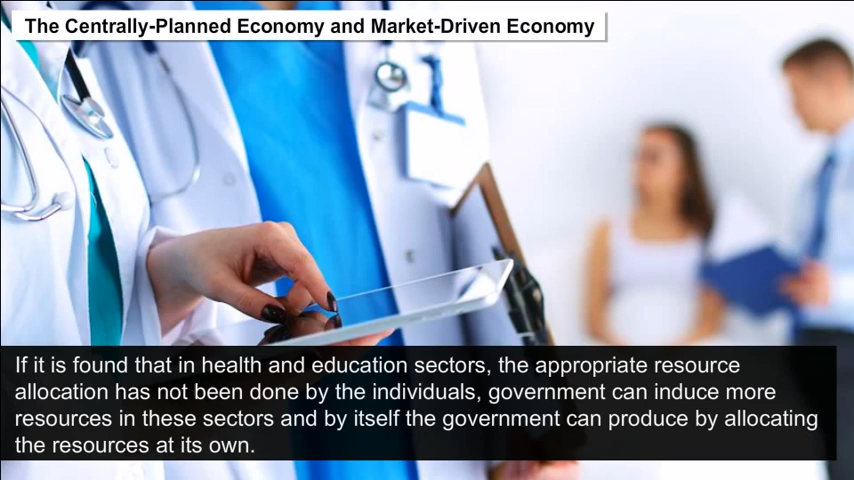 The Centrally-Planned Economy and Market-Driven Economy
If it is found that in health and education sectors, the appropriate resource
allocation has not been done by the individuals, government can induce more
resources in these sectors and by itself the government can produce by allocating
the resources at its own.